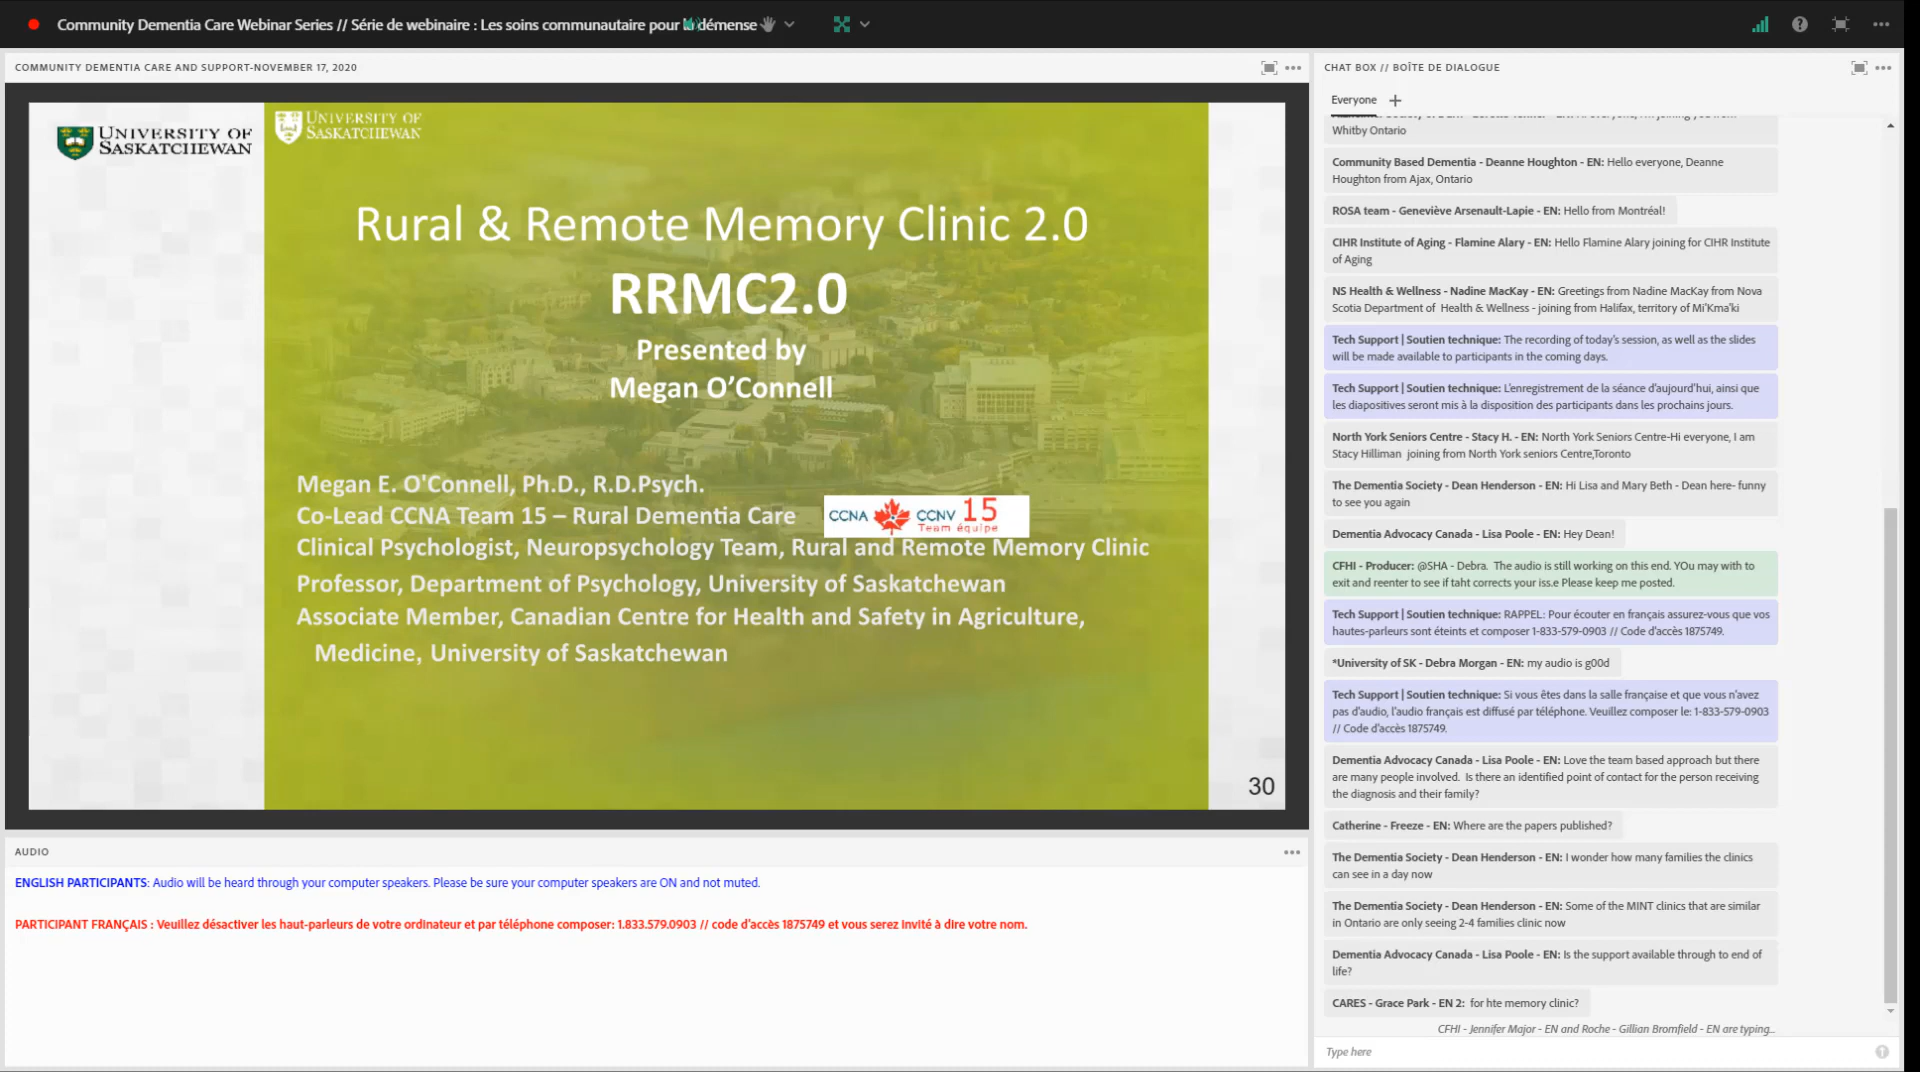 Community Dementia Care Webinar Series // Série de webinaire : Les soins communautaire pour la démense
COMMUNITY DEMENTIA CARE AND SUPPORT-NOVEMBER 17, 2020
UNIVERSITY OF
SASKATCHEWAN
UNIVERSITY OF
SASKATCHEWAN
Rural & Remote Memory Clinic 2.0
RRMC2.0
Presented by
Megan O'Connell
Megan E. O'Connell, Ph.D., R.D.Psych.
Co-Lead CCNA Team 15 – Rural Dementia Care
CCNA CCNV 15
Team équipe
Clinical Psychologist, Neuropsychology Team, Rural and Remote Memory Clinic
Professor, Department of Psychology, University of Saskatchewan
Associate Member, Canadian Centre for Health and Safety in Agriculture,
Medicine, University of Saskatchewan
30
AUDIO
ENGLISH PARTICIPANTS: Audio will be heard through your computer speakers. Please be sure your computer speakers are ON and not muted.
PARTICIPANT FRANÇAIS : Veuillez désactiver les haut-parleurs de votre ordinateur et par téléphone composer: 1.833.579.0903 // code d'accès 1875749 et vous serez invité à dire votre nom.
CHAT BOX // BOÎTE DE DIALOGUE
Everyone
Whitby Ontario
Community Based Dementia - Deanne Houghton - EN: Hello everyone, Deanne
Houghton from Ajax, Ontario
ROSA team - Geneviève Arsenault-Lapie - EN: Hello from Montréal!
CIHR Institute of Aging - Flamine Alary - EN: Hello Flamine Alary joining for CIHR Institute
of Aging
NS Health & Wellness - Nadine MacKay - EN: Greetings from Nadine MacKay from Nova
Scotia Department of Health & Wellness - joining from Halifax, territory of Mi'Kma'ki
Tech Support | Soutien technique: The recording of today's session, as well as the slides
will be made available to participants in the coming days.
Tech Support | Soutien technique: L'enregistrement de la séance d'aujourd'hui, ainsi que
les diapositives seront mis à la disposition des participants dans les prochains jours.
North York Seniors Centre - Stacy H. - EN: North York Seniors Centre-Hi everyone, I am
Stacy Hilliman joining from North York seniors Centre,Toronto
The Dementia Society - Dean Henderson - EN: Hi Lisa and Mary Beth - Dean here- funny
to see you again
Dementia Advocacy Canada - Lisa Poole - EN: Hey Dean!
CFHI - Producer: @SHA - Debra. The audio is still working on this end. YOu may with to
exit and reenter to see if taht corrects your iss.e Please keep me posted.
Tech Support | Soutien technique: RAPPEL: Pour écouter en français assurez-vous que vos
hautes-parleurs sont éteints et composer 1-833-579-0903 // Code d'accès 1875749.
*University of SK - Debra Morgan - EN: my audio is g00d
Tech Support | Soutien technique: Si vous êtes dans la salle française et que vous n'avez
pas d'audio, l'audio français est diffusé par téléphone. Veuillez composer le: 1-833-579-0903
// Code d'accès 1875749.
Dementia Advocacy Canada - Lisa Poole - EN: Love the team based approach but there
are many people involved. Is there an identified point of contact for the person receiving
the diagnosis and their family?
Catherine - Freeze - EN: Where are the papers published?
The Dementia Society - Dean Henderson - EN: I wonder how many families the clinics
can see in a day now
The Dementia Society - Dean Henderson - EN: Some of the MINT clinics that are similar
in Ontario are only seeing 2-4 families clinic now
Dementia Advocacy Canada - Lisa Poole - EN: Is the support available through to end of
life?
CARES - Grace Park - EN 2: for hte memory clinic?
CFHI - Jennifer Major - EN and Roche - Gillian Bromfield - EN are typing...
Type here